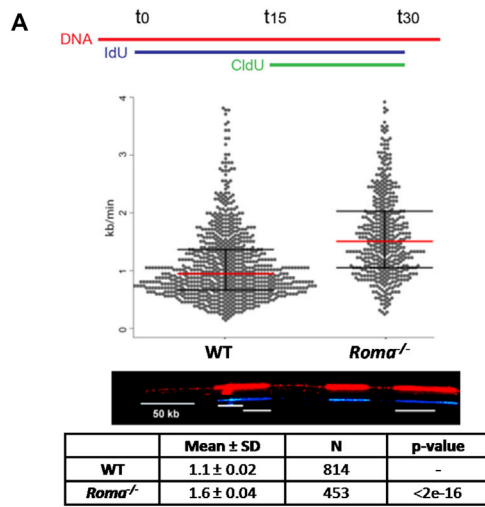 A
t0 t15 t30
DNA
IdU
CldU
4
3
2
1
0
kb/min
WT Roma-/-
50 kb
Mean ± SD N p-value
WT 1.1 ± 0.02 814 -
Roma-/- 1.6 ± 0.04 453 <2e-16